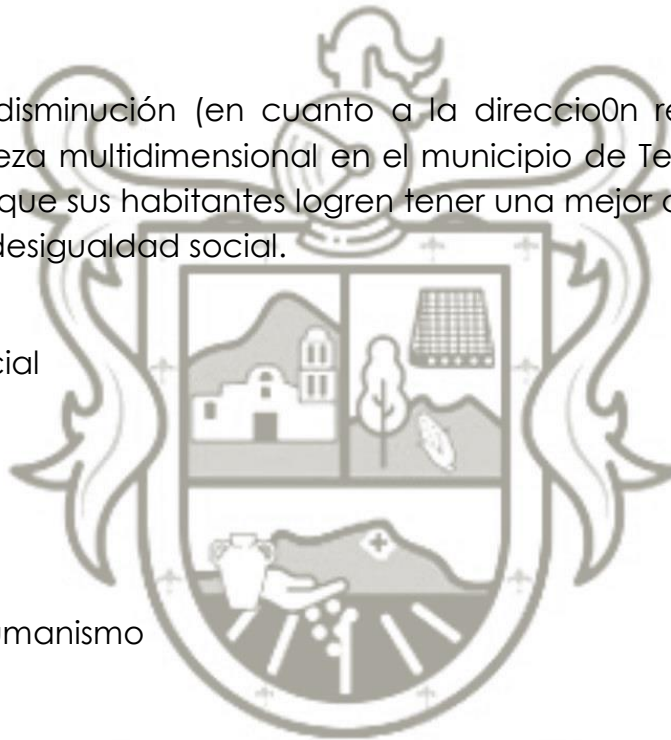 disminución (en cuanto a la direccio0n re
eza multidimensional en el municipio de Te
que sus habitantes logren tener una mejor
desigualdad social.
cial
umanismo